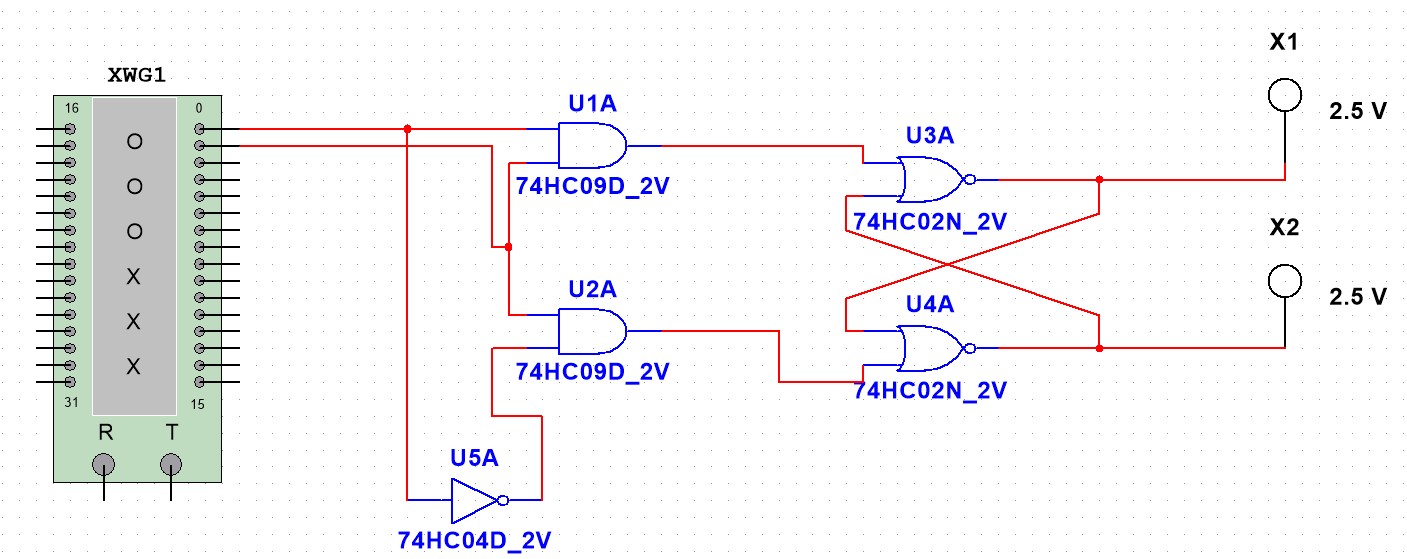 XWG1
16 0
O
O
O
X
X
X
31 15
R T
U1A
74HC09D_2V
U2A
74HC09D_2V
U5A
74HC04D_2V
U3A
74HC02N_2V
U4A
74HC02N_2V
X1
2.5 V
X2
2.5 V